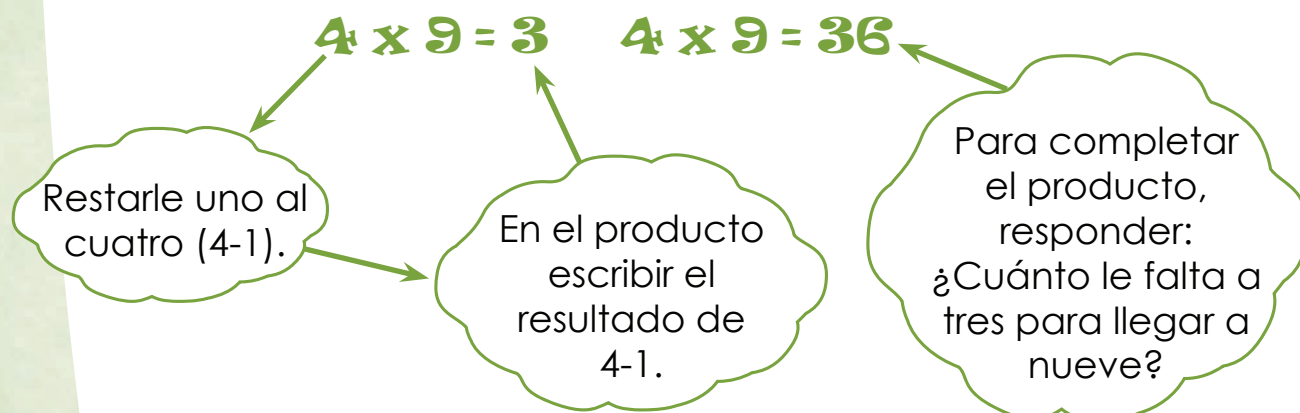 4 x 9 = 3 4 x 9 = 36
Restarle uno al
cuatro (4-1).
En el producto
escribir el
resultado de
4-1.
Para completar
el producto,
responder:
¿Cuánto le falta a
tres para llegar a
nueve?